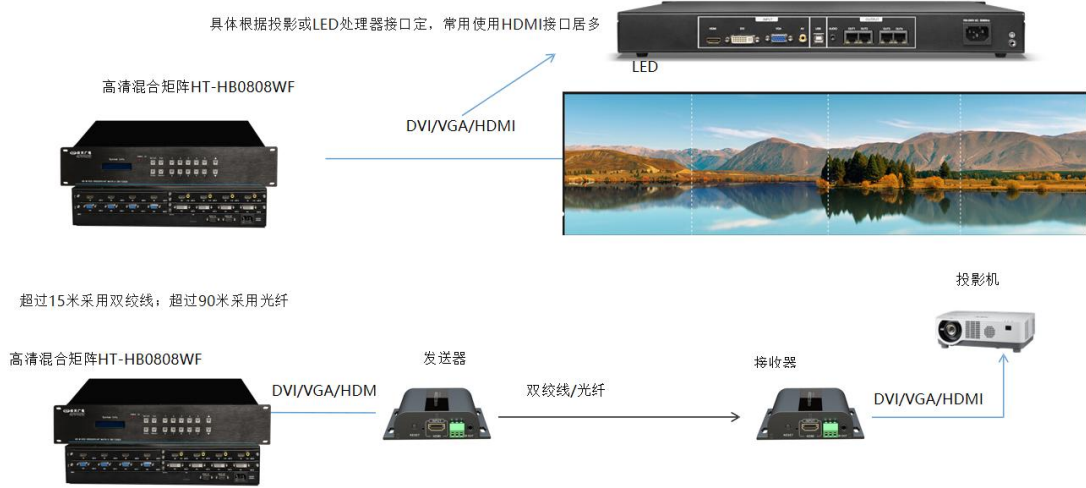 具体根据投影或LED处理器接口定，常用使用HDMI接口居多
LED
高清混合矩阵HT-HB0808WF
DVI/VGA/HDMI
投影机
超过15米采用双绞线；超过90米采用光纤
高清混合矩阵HT-HB0808WF
发送器
接收器
DVI/VGA/HDM
双绞线/光纤
DVI/VGA/HDMI